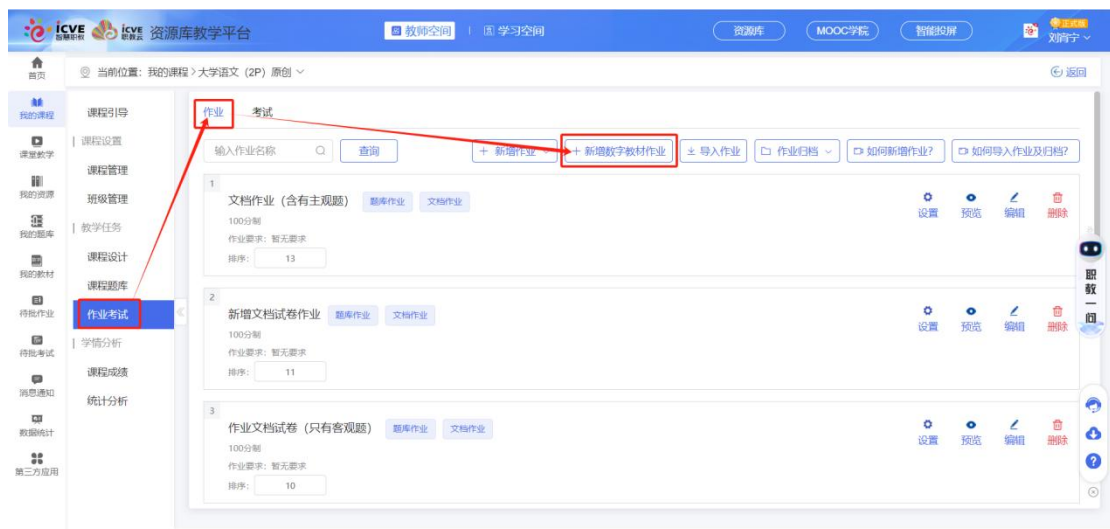 icve 智慧职教 icve 职教云 资源库教学平台 教师空间 学习空间 资源库 MOOC学院 智能投屏 正式版 刘向宁
首页
当前位置：我的课程 > 大学语文（2P）原创 返回
我的课程
课堂教学
我的资源
我的题库
我的教材
待批作业
待批考试
消息通知
数据统计
第三方应用
课程引导
课程设置
课程管理
班级管理
教学任务
课程设计
课程题库
作业考试
学情分析
课程成绩
统计分析
作业 考试
输入作业名称 查询 + 新增作业 + 新增数字教材作业 导入作业 作业归档 如何新增作业? 如何导入作业及归档?
1
文档作业（含有主观题） 题库作业 文档作业 设置 预览 编辑 删除
100分制
作业要求：暂无要求
排序： 13
2
新增文档试卷作业 题库作业 文档作业 设置 预览 编辑 删除
100分制
作业要求：暂无要求
排序： 11
3
作业文档试卷（只有客观题） 题库作业 文档作业 设置 预览 编辑 删除
100分制
作业要求：暂无要求
排序： 10
职教一问